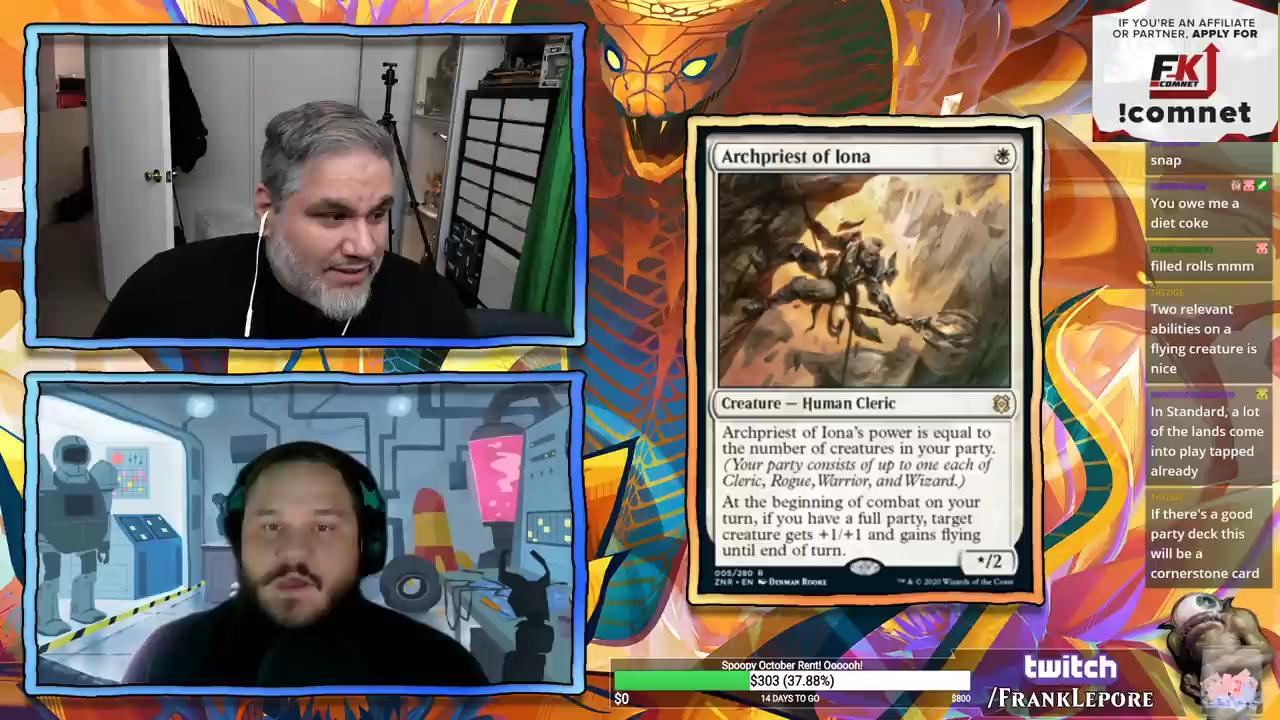 IF YOU'RE AN AFFILIATE
OR PARTNER, APPLY FOR
FK
COMNET
!comnet
snap
You owe me a
diet coke
filled rolls mmm
THEZIGS
Two relevant
abilities on a
flying creature is
nice
In Standard, a lot
of the lands come
into play tapped
already
THEZIGS
If there's a good
party deck this
will be a
cornerstone card
Archpriest of Iona
Creature — Human Cleric
Archpriest of Iona's power is equal to
the number of creatures in your party.
(Your party consists of up to one each of
Cleric, Rogue, Warrior, and Wizard.)
At the beginning of combat on your
turn, if you have a full party, target
creature gets +1/+1 and gains flying
until end of turn.
*/2
005/280 R
ZNR • EN DENMAN ROOKE
™ & © 2020 Wizards of the Coast
Spoopy October Rent! Oooooh!
$303 (37.88%)
$0
14 DAYS TO GO
$800
twitch
/FRANKLEPORE